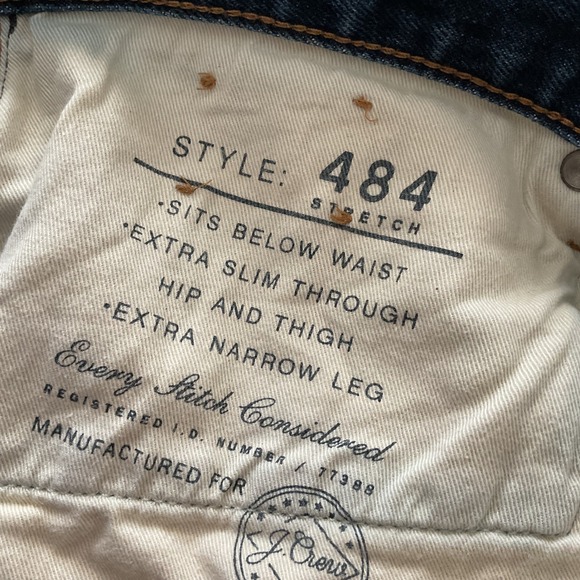 STYLE: 484
STRETCH
•SITS BELOW WAIST
•EXTRA SLIM THROUGH
HIP AND THIGH
•EXTRA NARROW LEG
Every Stitch Considered
REGISTERED I.D. NUMBER / 77388
MANUFACTURED FOR
J.Crew